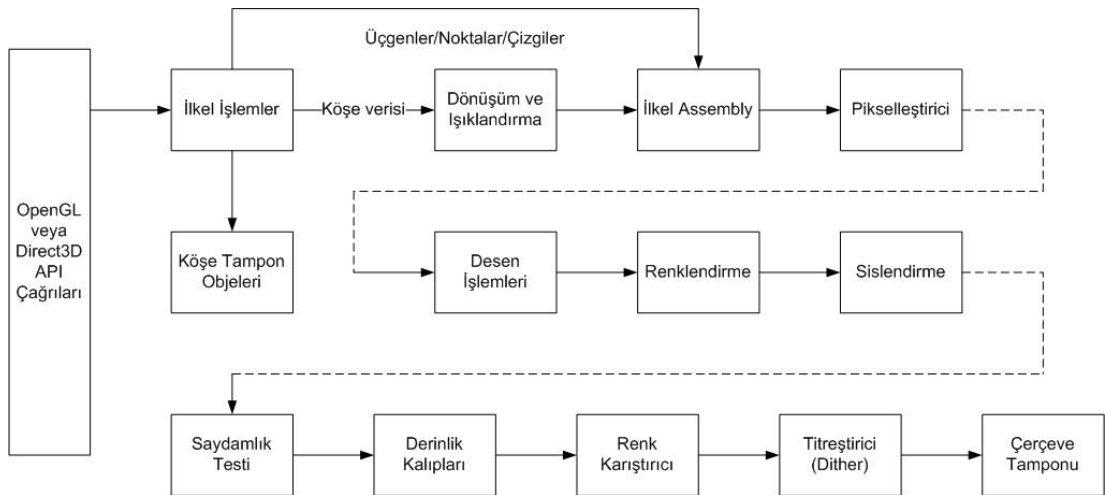 Üçgenler/Noktalar/Çizgiler
OpenGL
veya
Direct3D
API
Çağrıları
İlkel İşlemler
Köşe verisi
Dönüşüm ve
Işıklandırma
İlkel Assembly
Pikselleştirici
Köşe Tampon
Objeleri
Desen
İşlemleri
Renklendirme
Sislendirme
Saydamlık
Testi
Derinlik
Kalıpları
Renk
Karıştırıcı
Titreştirici
(Dither)
Çerçeve
Tamponu